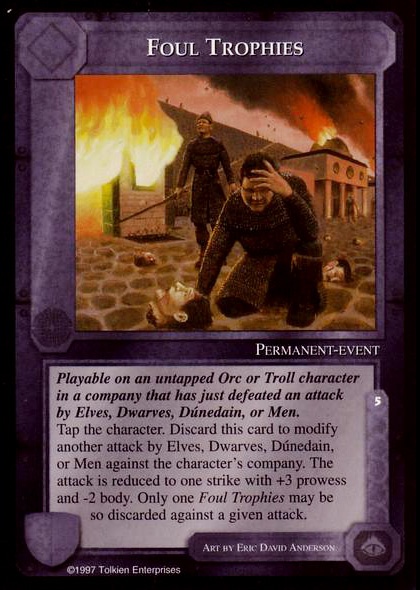 FOUL TROPHIES
PERMANENT-EVENT
Playable on an untapped Orc or Troll character
in a company that has just defeated an attack
by Elves, Dwarves, Dúnedain, or Men.
5
Tap the character. Discard this card to modify
another attack by Elves, Dwarves, Dúnedain,
or Men against the character's company. The
attack is reduced to one strike with +3 prowess
and -2 body. Only one Foul Trophies may be
so discarded against a given attack.
ART BY ERIC DAVID ANDERSON
©1997 Tolkien Enterprises